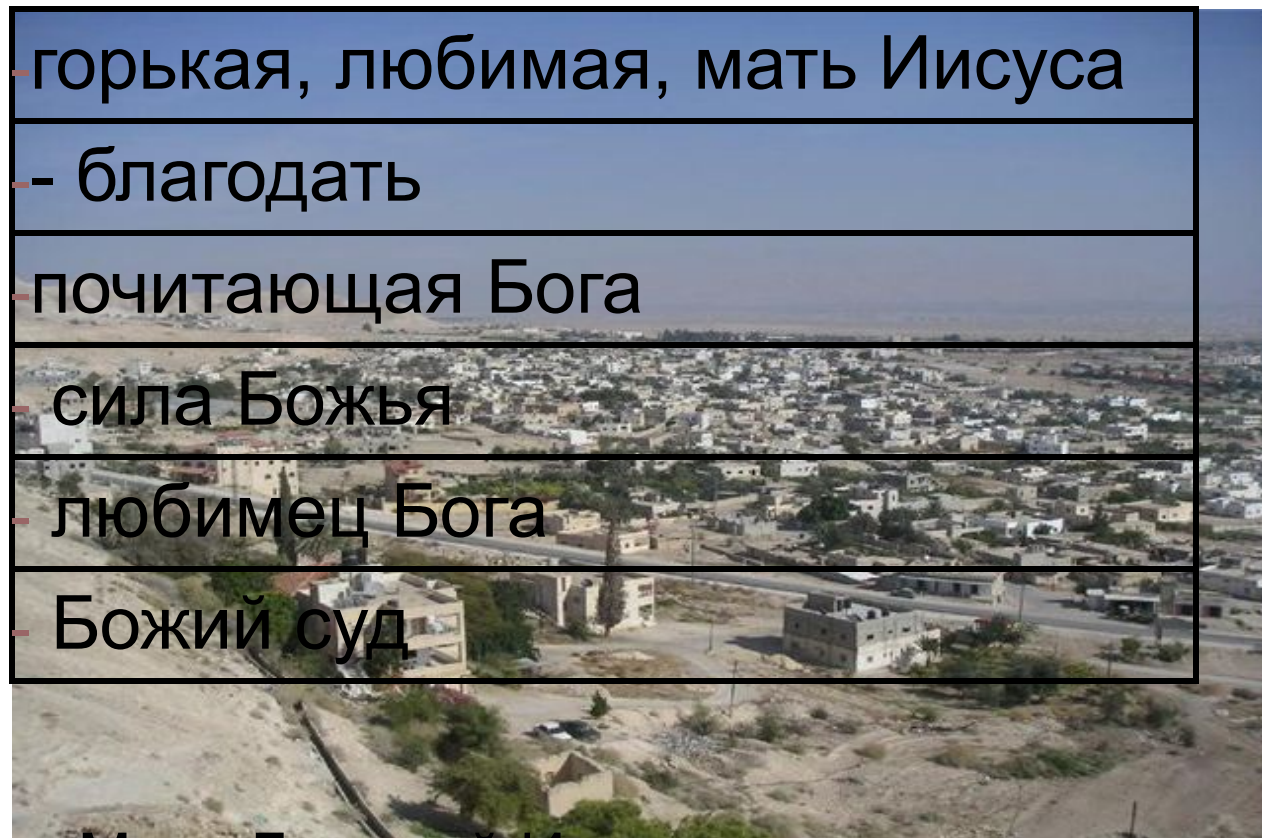 -горькая, любимая, мать Иисуса
-- благодать
-почитающая Бога
- сила Божья
- любимец Бога
- Божий суд